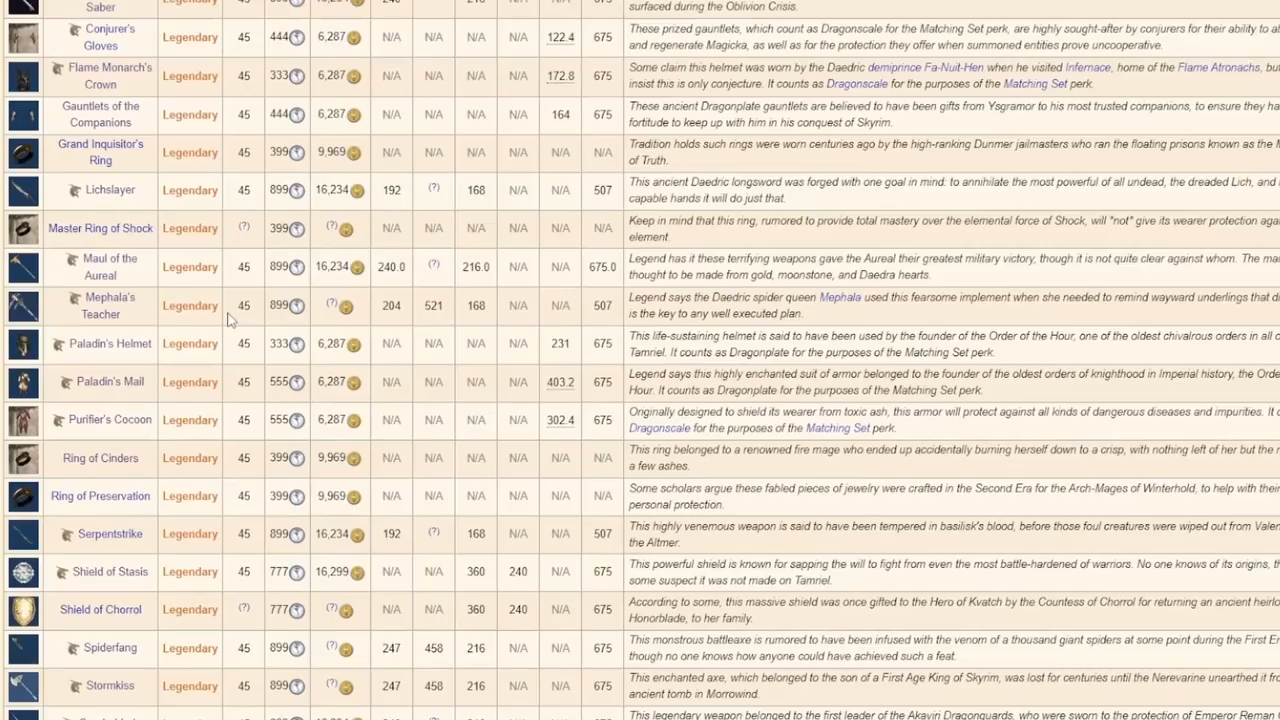 Saber
surfaced during the Oblivion Crisis.
Conjurer's Gloves Legendary 45 444 6,287 N/A N/A N/A N/A 122.4 675
These prized gauntlets, which count as Dragonscale for the Matching Set perk, are highly sought-after by conjurers for their ability to
and regenerate Magicka, as well as for the protection they offer when summoned entities prove uncooperative.
Flame Monarch's Crown Legendary 45 333 6,287 N/A N/A N/A N/A 172.8 675
Some claim this helmet was worn by the Daedric demiprince Fa-Nuit-Hen when he visited Infernace, home of the Flame Atronachs, but
insist this is only conjecture. It counts as Dragonscale for the purposes of the Matching Set perk.
Gauntlets of the Companions Legendary 45 444 6,287 N/A N/A N/A N/A 164 675
These ancient Dragonplate gauntlets are believed to have been gifts from Ysgramor to his most trusted companions, to ensure they
fortitude to keep up with him in his conquest of Skyrim.
Grand Inquisitor's Ring Legendary 45 399 9,969 N/A N/A N/A N/A N/A N/A
Tradition holds such rings were worn centuries ago by the high-ranking Dunmer jailmasters who ran the floating prisons known as the
of Truth.
Lichslayer Legendary 45 899 16,234 192 (?) 168 N/A N/A 507
This ancient Daedric longsword was forged with one goal in mind: to annihilate the most powerful of all undead, the dreaded Lich, and
capable hands it will do just that.
Master Ring of Shock Legendary (?) 399 (?) N/A N/A N/A N/A N/A N/A
Keep in mind that this ring, rumored to provide total mastery over the elemental force of Shock, will *not* give its wearer protection
element.
Maul of the Aureal Legendary 45 899 16,234 240.0 216.0 N/A N/A 675.0
Legend has it these terrifying weapons gave the Aureal their greatest military victory, though it is not quite clear against whom. The
thought to be made from gold, moonstone, and Daedra hearts.
Mephala's Teacher Legendary 45 899 (?) 204 521 168 N/A N/A 507
Legend says the Daedric spider queen Mephala used this fearsome implement when she needed to remind wayward underlings that
is the key to any well executed plan.
Paladin's Helmet Legendary 45 333 6,287 N/A N/A N/A N/A 231 675
This life-sustaining helmet is said to have been used by the founder of the Order of the Hour, one of the oldest chivalrous orders in all
Tamriel. It counts as Dragonplate for the purposes of the Matching Set perk.
Paladin's Mail Legendary 45 555 6,287 N/A N/A N/A N/A 403.2 675
Legend says this highly enchanted suit of armor belonged to the founder of the oldest orders of knighthood in Imperial history, the
Hour. It counts as Dragonplate for the purposes of the Matching Set perk.
Purifier's Cocoon Legendary 45 555 6,287 N/A N/A N/A N/A 302.4 675
Originally designed to shield its wearer from toxic ash, this armor will protect against all kinds of dangerous diseases and impurities. It
Dragonscale for the purposes of the Matching Set perk.
Ring of Cinders Legendary 45 399 9,969 N/A N/A N/A N/A N/A N/A
This ring belonged to a renowned fire mage who ended up accidentally burning herself down to a crisp, with nothing left of her but the
a few ashes.
Ring of Preservation Legendary 45 399 9,969 N/A N/A N/A N/A N/A N/A
Some scholars argue these fabled pieces of jewelry were crafted in the Second Era for the Arch-Mages of Winterhold, to help with their
personal protection.
Serpentstrike Legendary 45 899 16,234 192 168 N/A N/A 507
This highly venemous weapon is said to have been tempered in basilisk's blood, before those foul creatures were wiped out from
the Altmer.
Shield of Stasis Legendary 45 777 16,299 N/A N/A 360 240 N/A 675
This powerful shield is known for sapping the will to fight from even the most battle-hardened of warriors. No one knows of its origins,
some suspect it was not made on Tamriel.
Shield of Chorrol Legendary (?) 777 (?) N/A N/A 360 240 N/A 675
According to some, this massive shield was once gifted to the Hero of Kvatch by the Countess of Chorrol for returning an ancient
Honorblade, to her family.
Spiderfang Legendary 45 899 (?) 247 458 216 N/A N/A 675
This monstrous battleaxe is rumored to have been infused with the venom of a thousand giant spiders at some point during the First
though no one knows how anyone could have achieved such a feat.
Stormkiss Legendary 45 899 (?) 247 458 216 N/A N/A 675
This enchanted axe, which belonged to the son of a First Age King of Skyrim, was lost for centuries until the Nerevarine unearthed it
ancient tomb in Morrowind.
This legendary weapon belonged to the first leader of the Akaviri Dragonguards, who were sworn to the protection of Emperor Reman